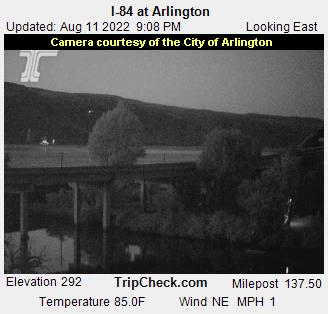 I-84 at Arlington
Updated: Aug 11 2022 9:08 PM Looking East
Camera courtesy of the City of Arlington
Elevation 292 TripCheck.com Milepost 137.50
Temperature 85.0F Wind NE MPH 1